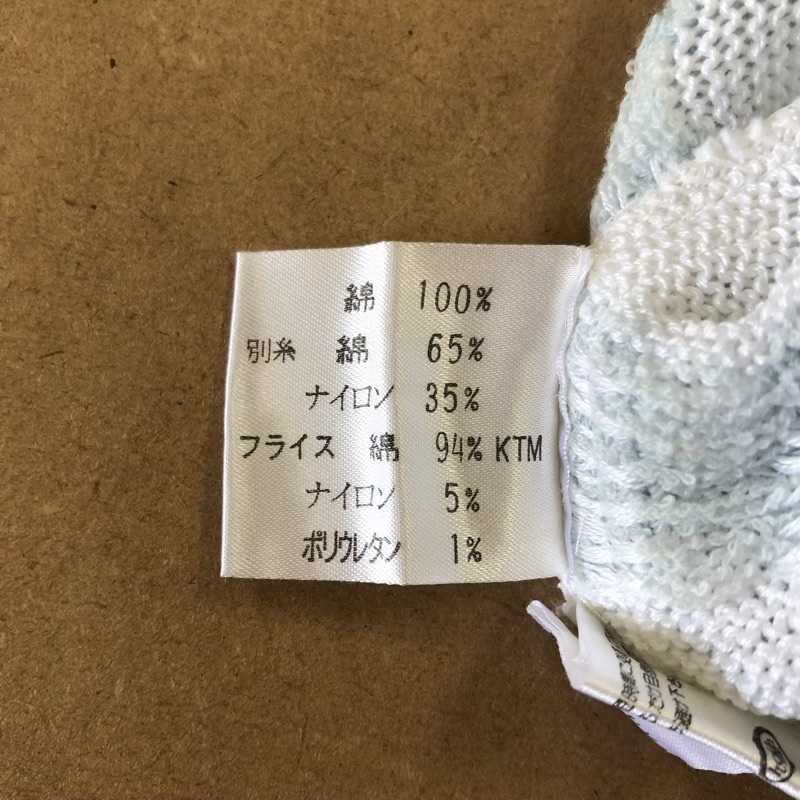 綿 100%
別糸 綿 65%
ナイロン 35%
フライス 綿 94% KTM
ナイロン 5%
ポリウレタン 1%